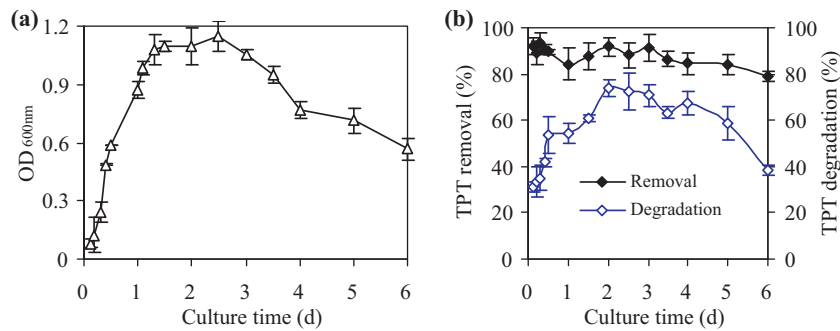 (a)
1.2
0.9
0.6
0.3
0
OD 600nm
0 1 2 3 4 5 6
Culture time (d)
(b)
100
80
60
40
20
0
TPT removal (%)
Removal
Degradation
0 1 2 3 4 5 6
Culture time (d)
100
80
60
40
20
0
TPT degradation (%)